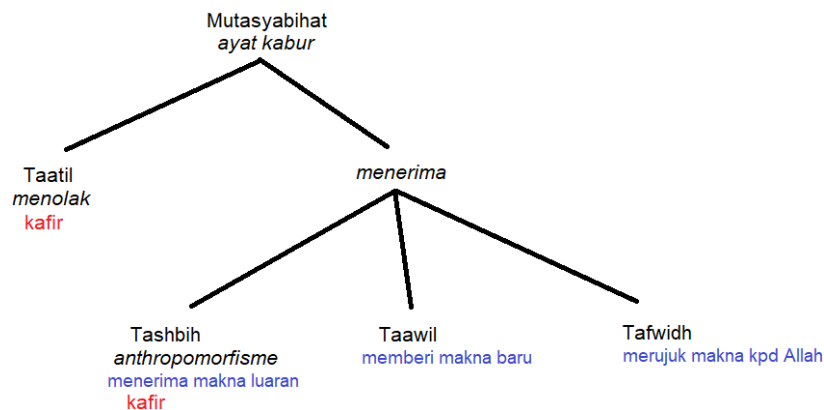 Mutasyabihat
ayat kabur
Taatil
menolak
kafir
menerima
Tashbih
anthropomorfisme
menerima makna luaran
kafir
Taawil
memberi makna baru
Tafwidh
merujuk makna kpd Allah